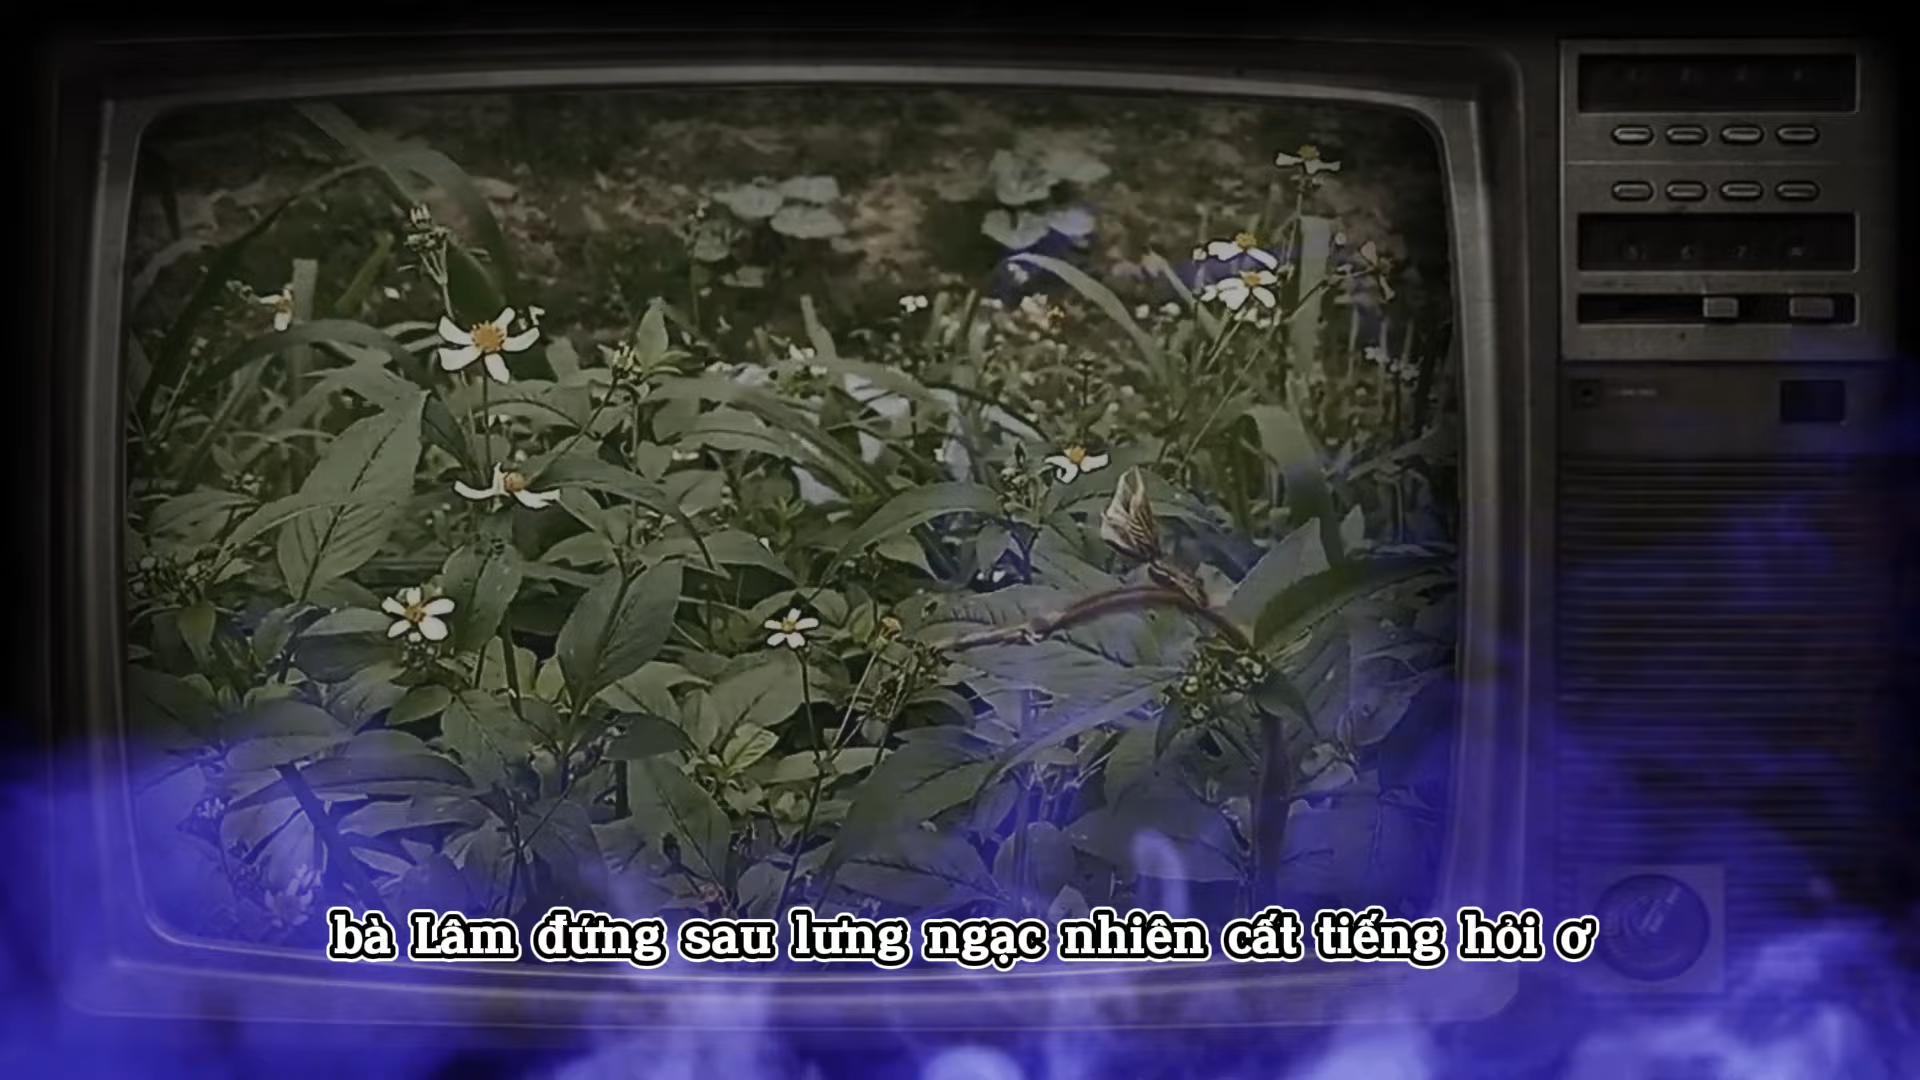 bà Lâm đứng sau lưng ngạc nhiên cất tiếng hỏi ơ